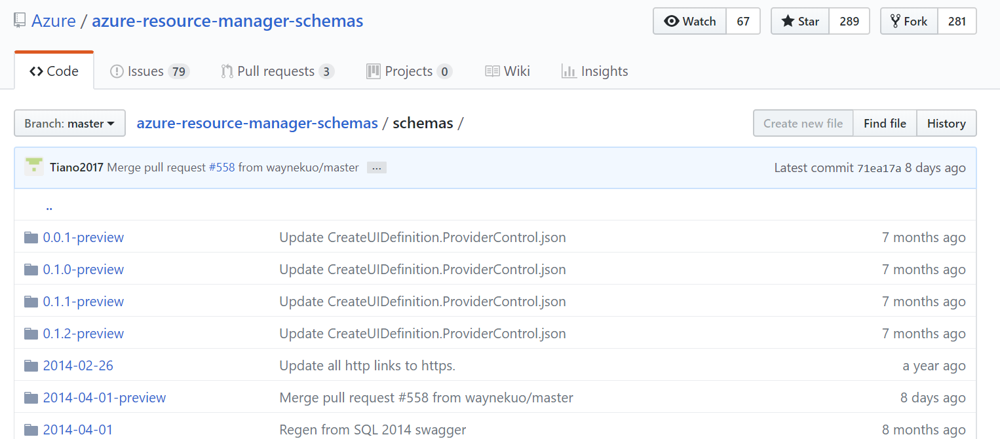 Azure / azure-resource-manager-schemas Watch 67 Star 289 Fork 281
Code Issues 79 Pull requests 3 Projects 0 Wiki Insights
Branch: master azure-resource-manager-schemas / schemas / Create new file Find file History
Tiano2017 Merge pull request #558 from waynekuo/master ... Latest commit 71ea17a 8 days ago
..
0.0.1-preview Update CreateUIDefinition.ProviderControl.json 7 months ago
0.1.0-preview Update CreateUIDefinition.ProviderControl.json 7 months ago
0.1.1-preview Update CreateUIDefinition.ProviderControl.json 7 months ago
0.1.2-preview Update CreateUIDefinition.ProviderControl.json 7 months ago
2014-02-26 Update all http links to https. a year ago
2014-04-01-preview Merge pull request #558 from waynekuo/master 8 days ago
2014-04-01 Regen from SQL 2014 swagger 8 months ago